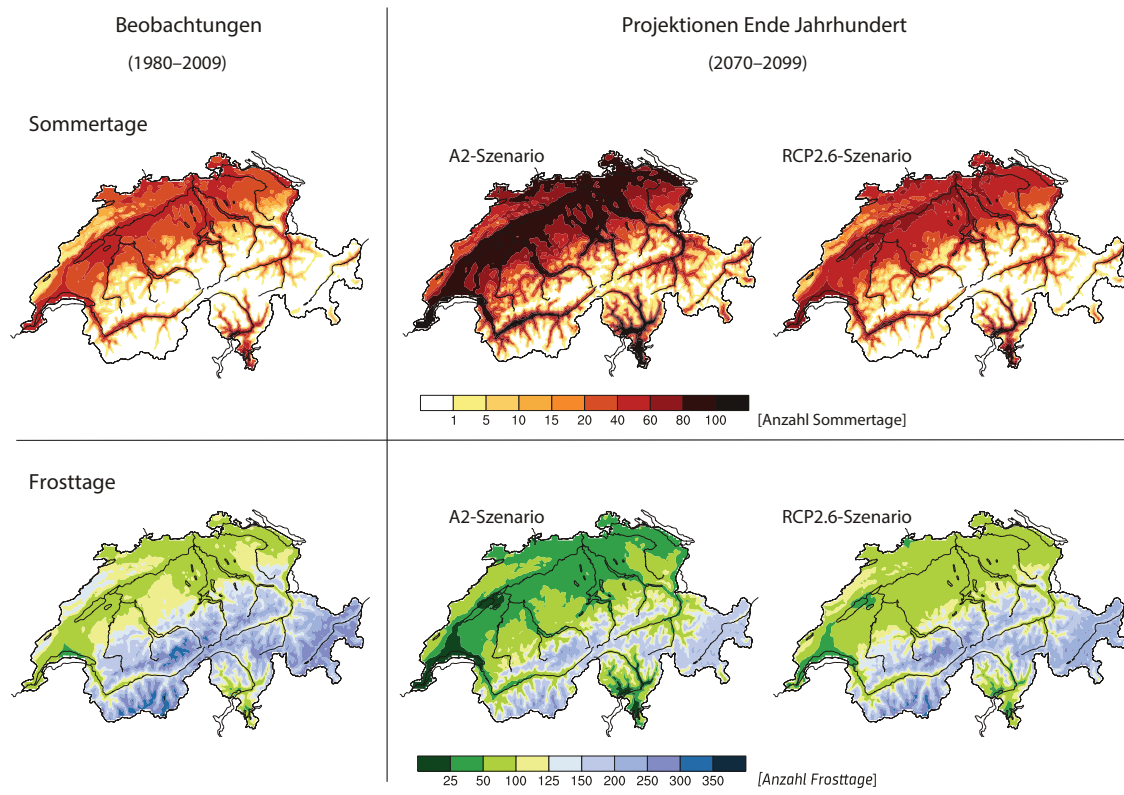 Beobachtungen
(1980–2009)
Projektionen Ende Jahrhundert
(2070–2099)
Sommertage
A2-Szenario
RCP2.6-Szenario
1 5 10 15 20 40 60 80 100
[Anzahl Sommertage]
Frosttage
A2-Szenario
RCP2.6-Szenario
25 50 100 125 150 200 250 300 350
[Anzahl Frosttage]